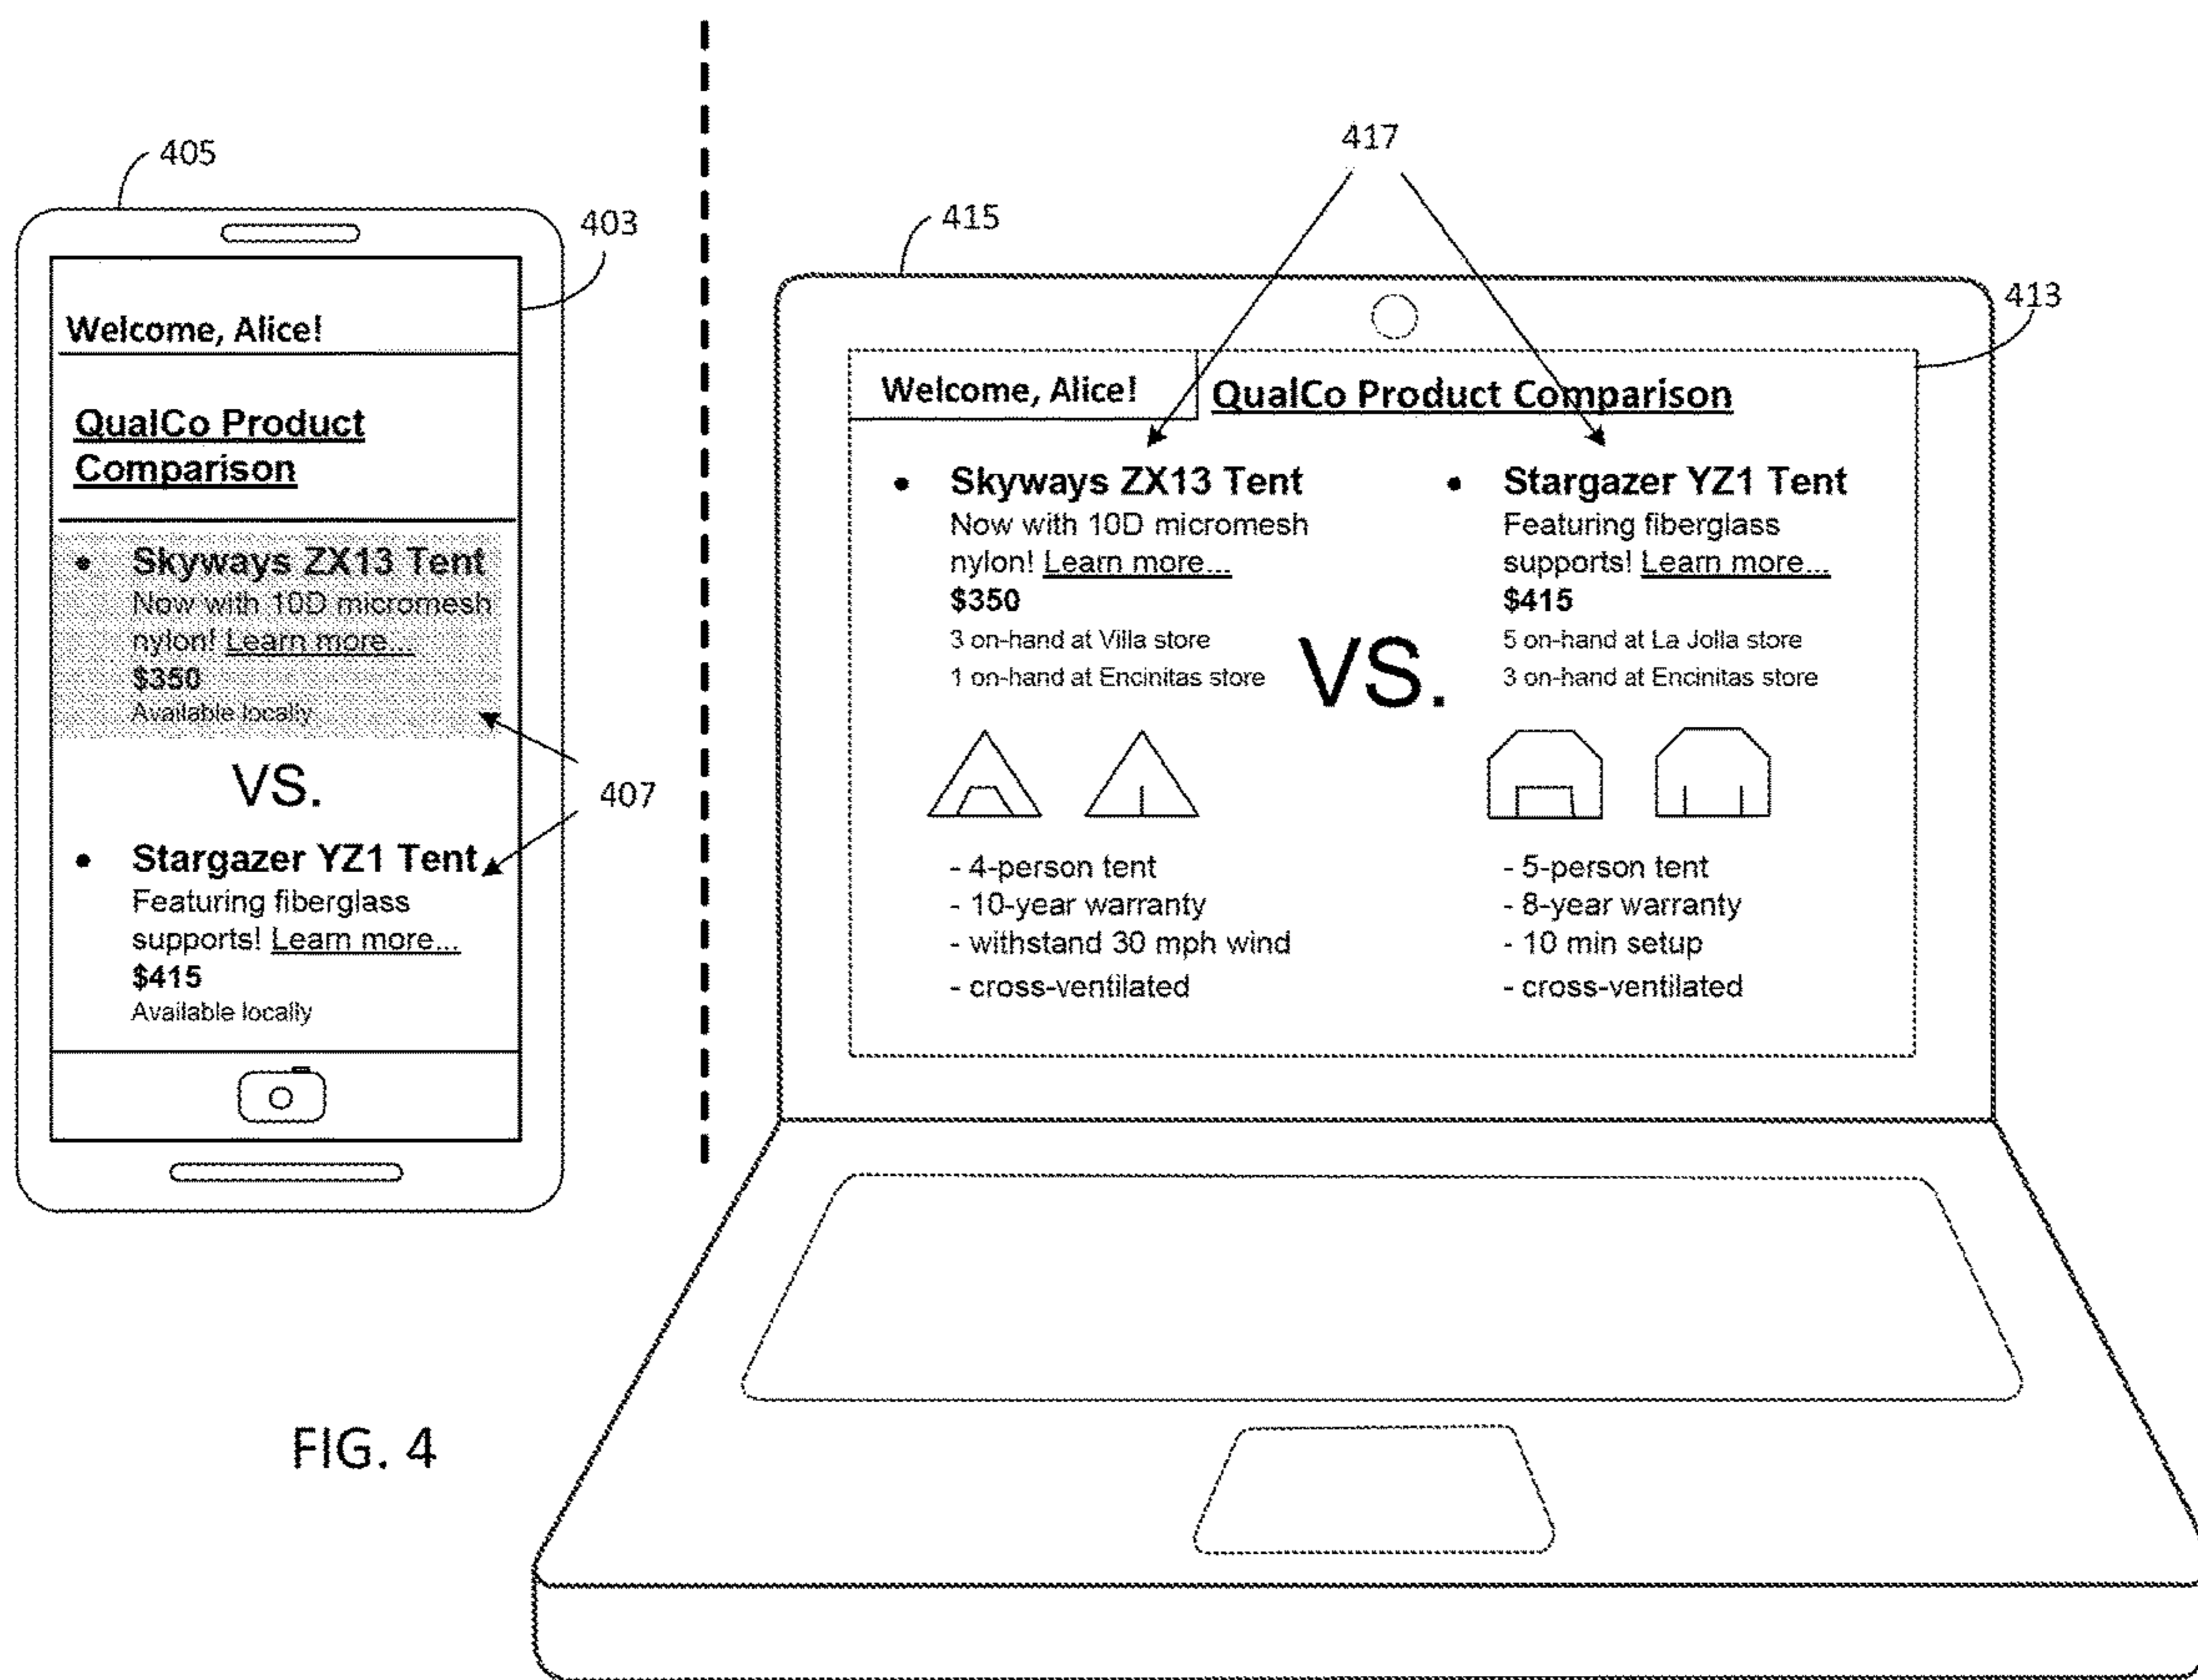 405
403
Welcome, Alice!
QualCo Product
Comparison
• Skyways ZX13 Tent
Now with 10D micromesh
nylon! Learn more...
$350
Available locally
VS.
407
• Stargazer YZ1 Tent
Featuring fiberglass
supports! Learn more...
$415
Available locally
417
415
413
Welcome, Alice!
QualCo Product Comparison
• Skyways ZX13 Tent
Now with 10D micromesh
nylon! Learn more...
$350
3 on-hand at Villa store
1 on-hand at Encinitas store
- 4-person tent
- 10-year warranty
- withstand 30 mph wind
- cross-ventilated
VS.
• Stargazer YZ1 Tent
Featuring fiberglass
supports! Learn more...
$415
5 on-hand at La Jolla store
3 on-hand at Encinitas store
- 5-person tent
- 8-year warranty
- 10 min setup
- cross-ventilated
FIG. 4